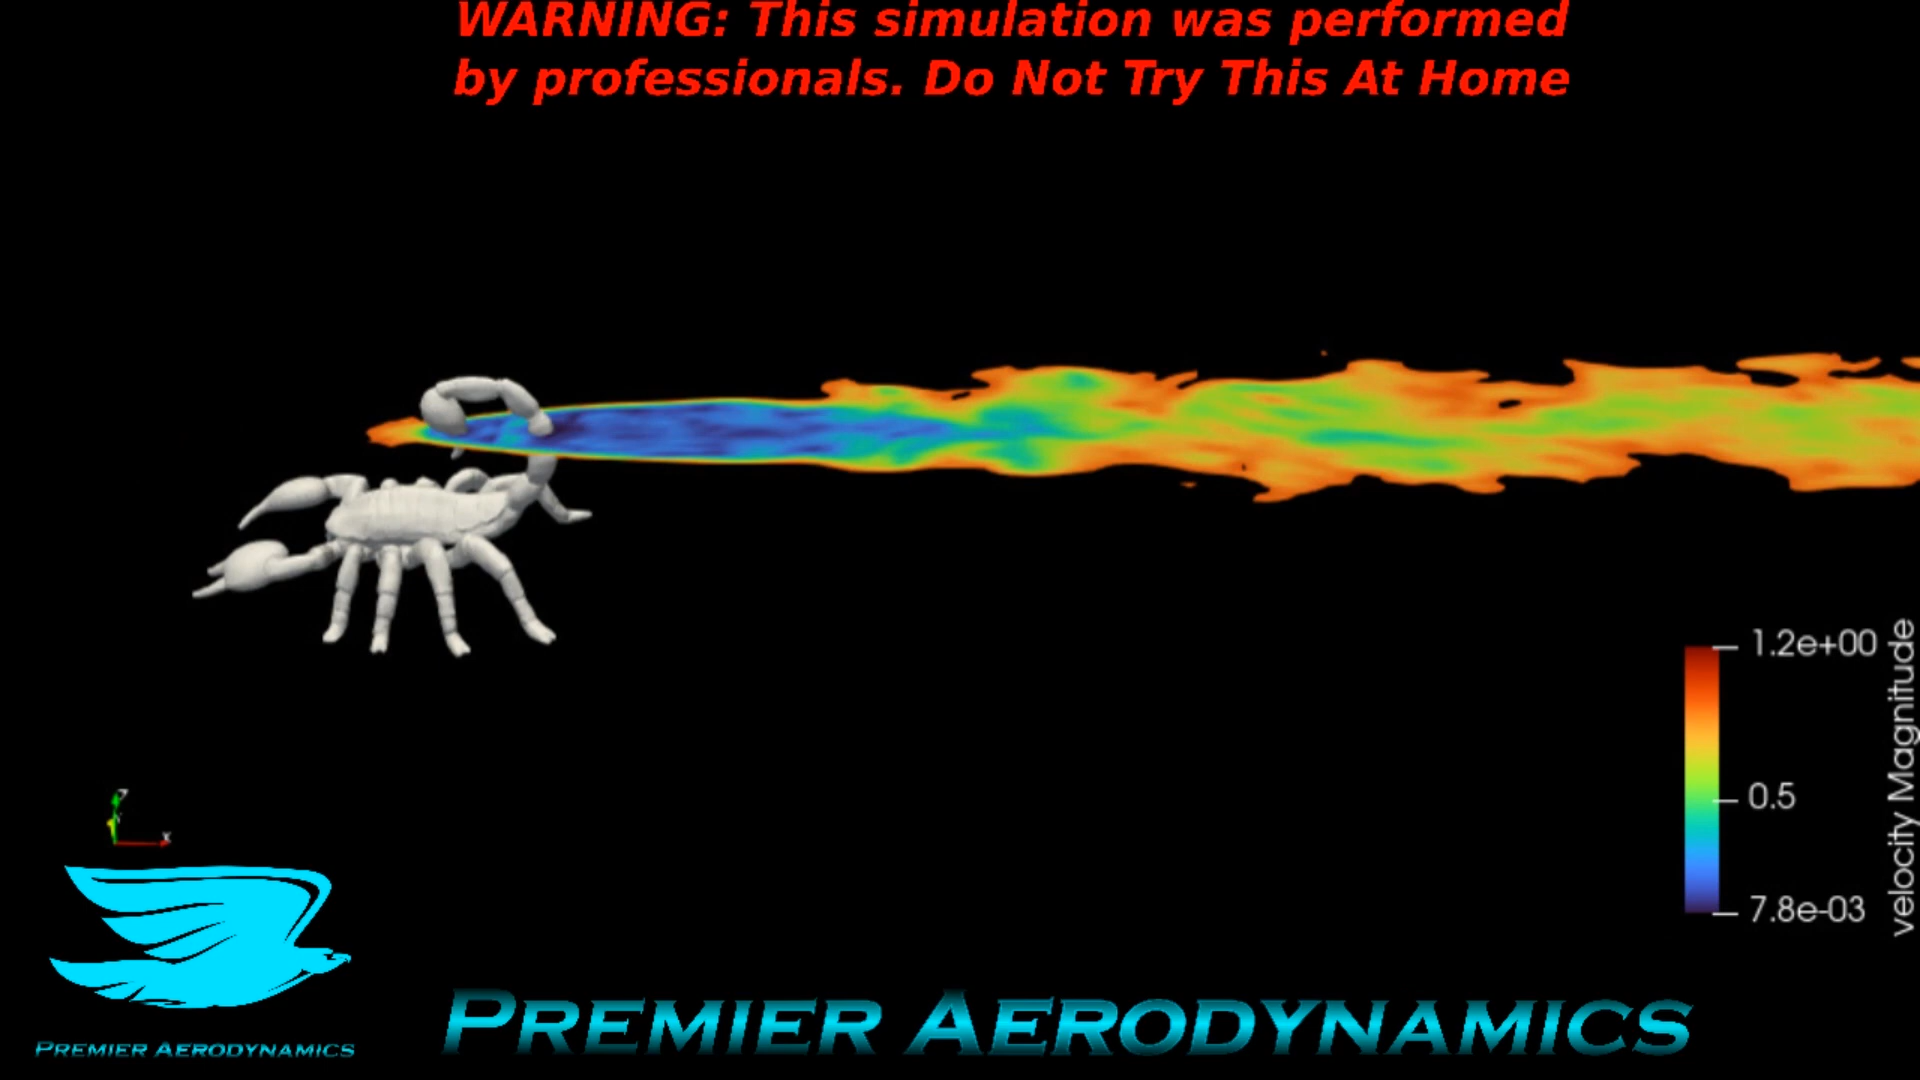 WARNING: This simulation was performed
by professionals. Do Not Try This At Home
1.2e+00
0.5
7.8e-03
velocity Magnitude
X
PREMIER AERODYNAMICS
PREMIER AERODYNAMICS